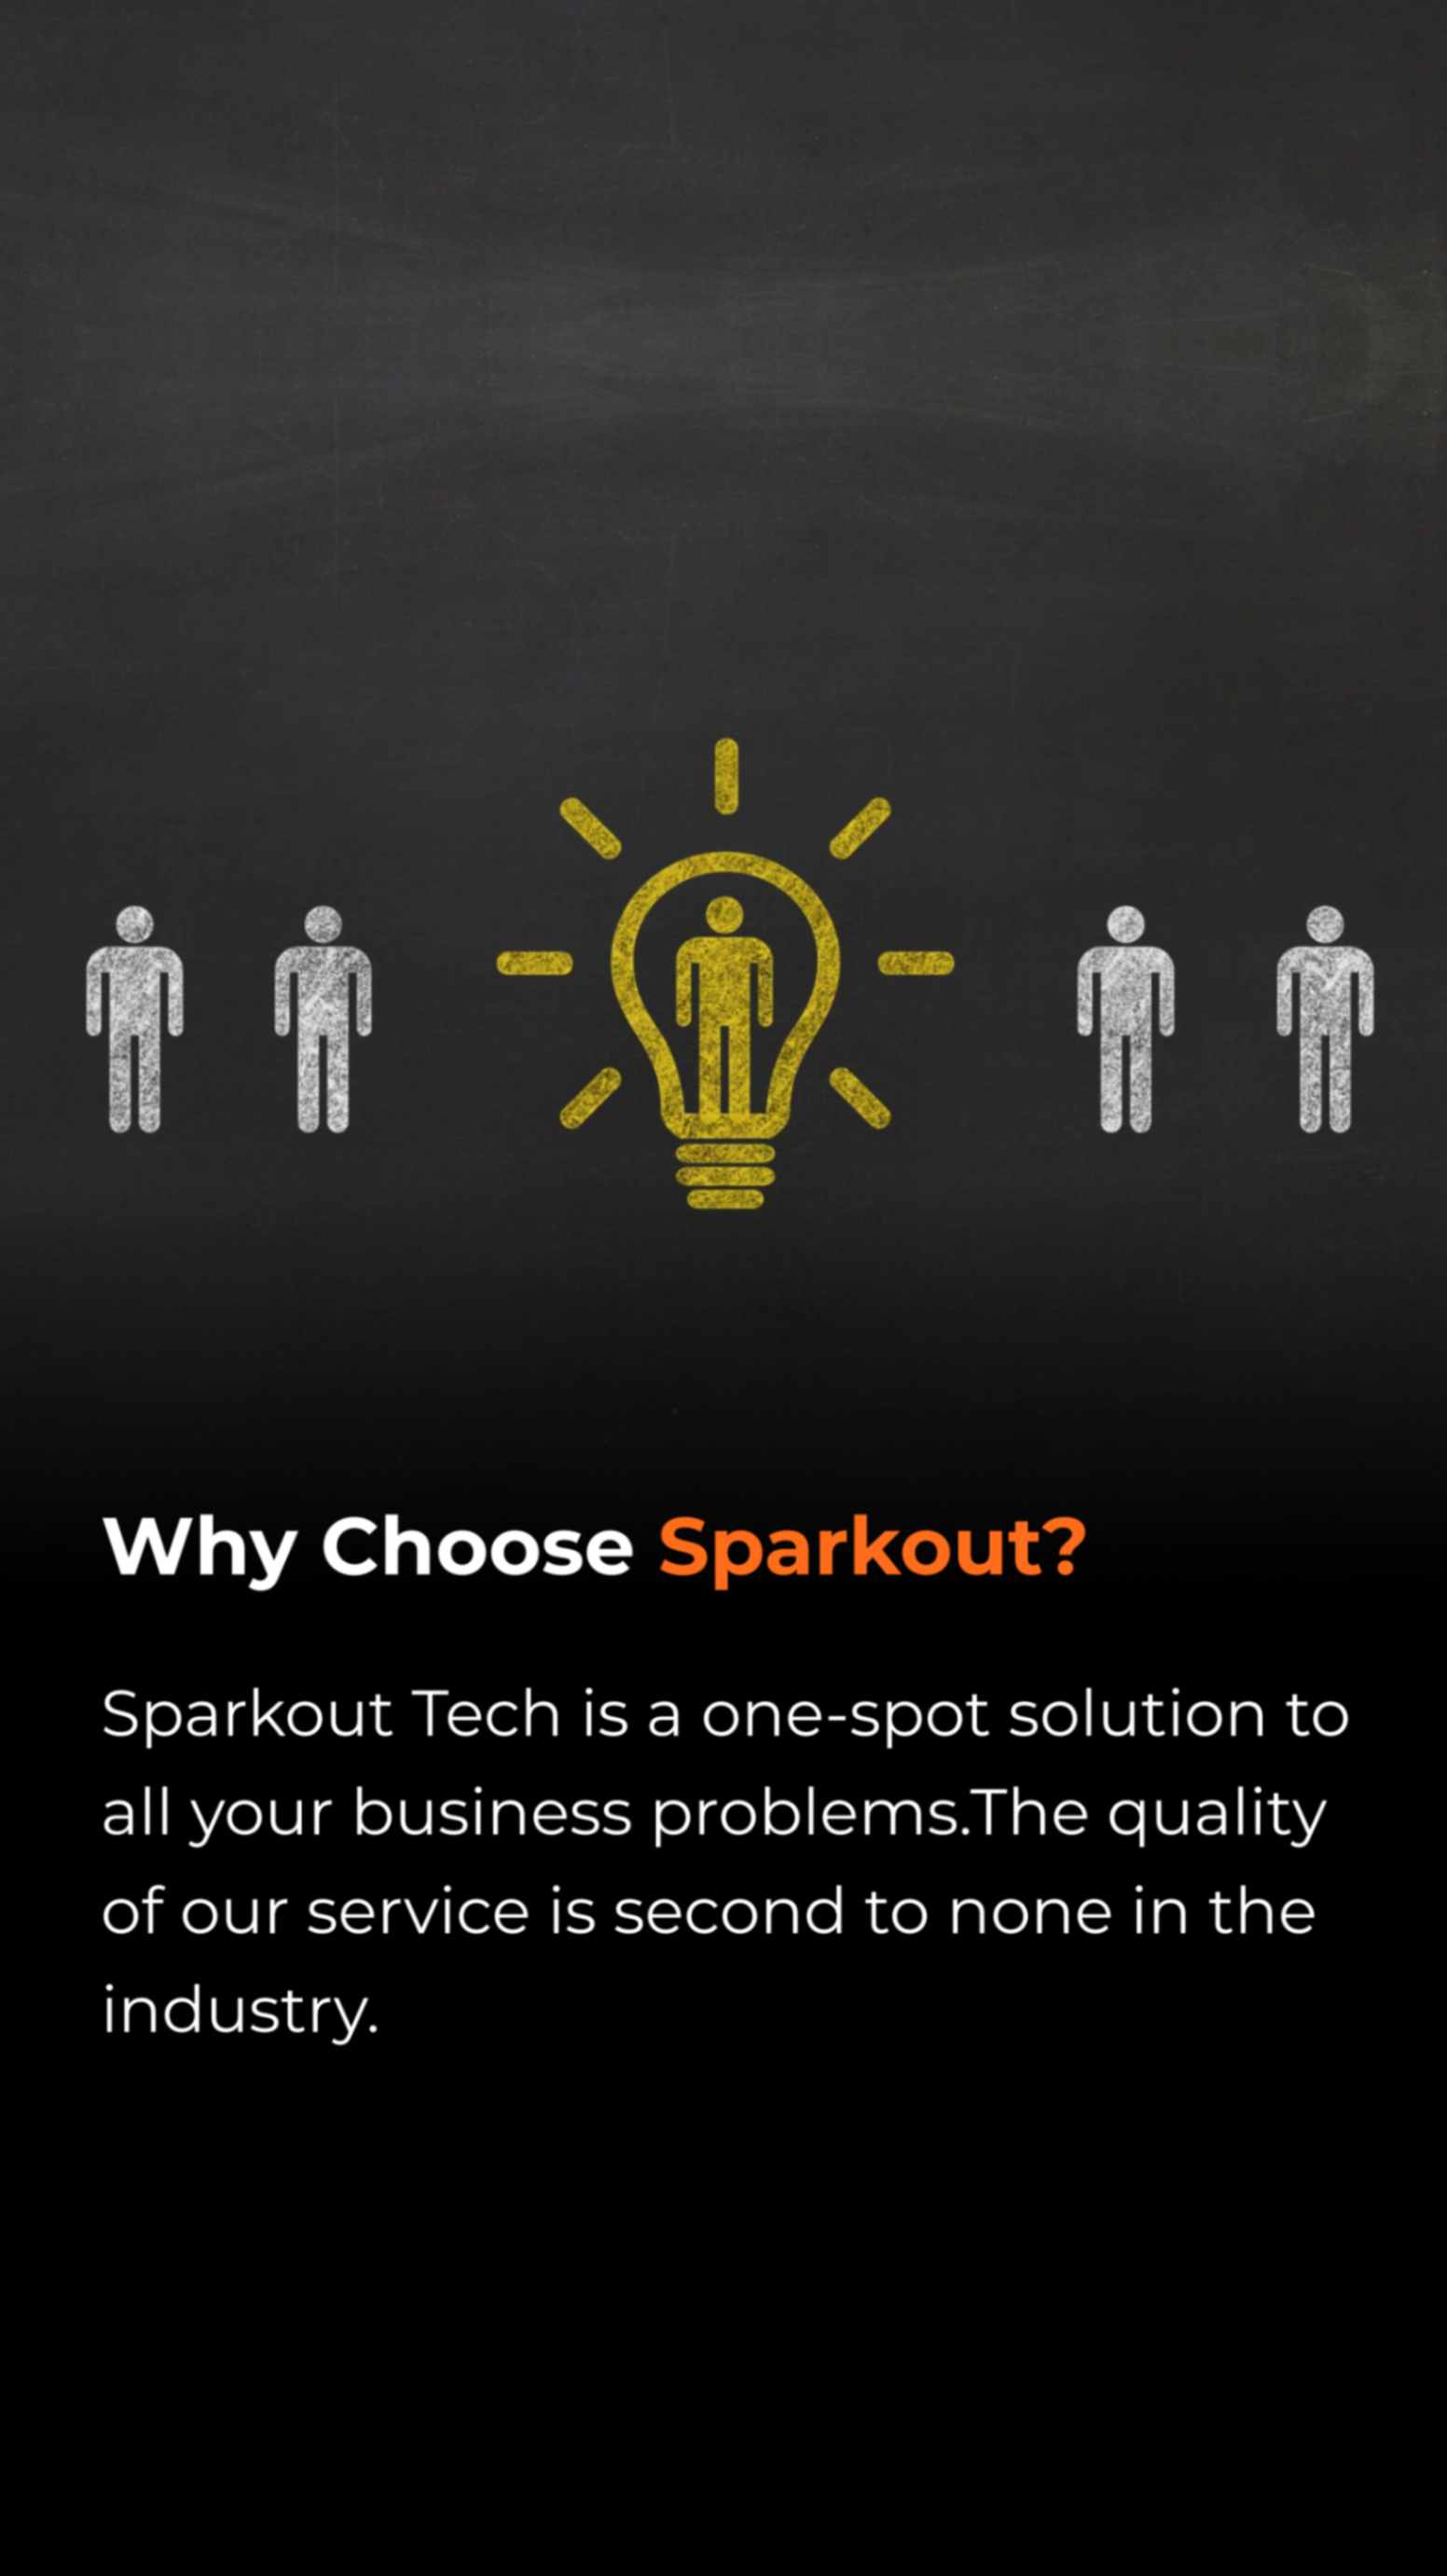 Why Choose Sparkout?
Sparkout Tech is a one-spot solution to
all your business problems.The quality
of our service is second to none in the
industry.